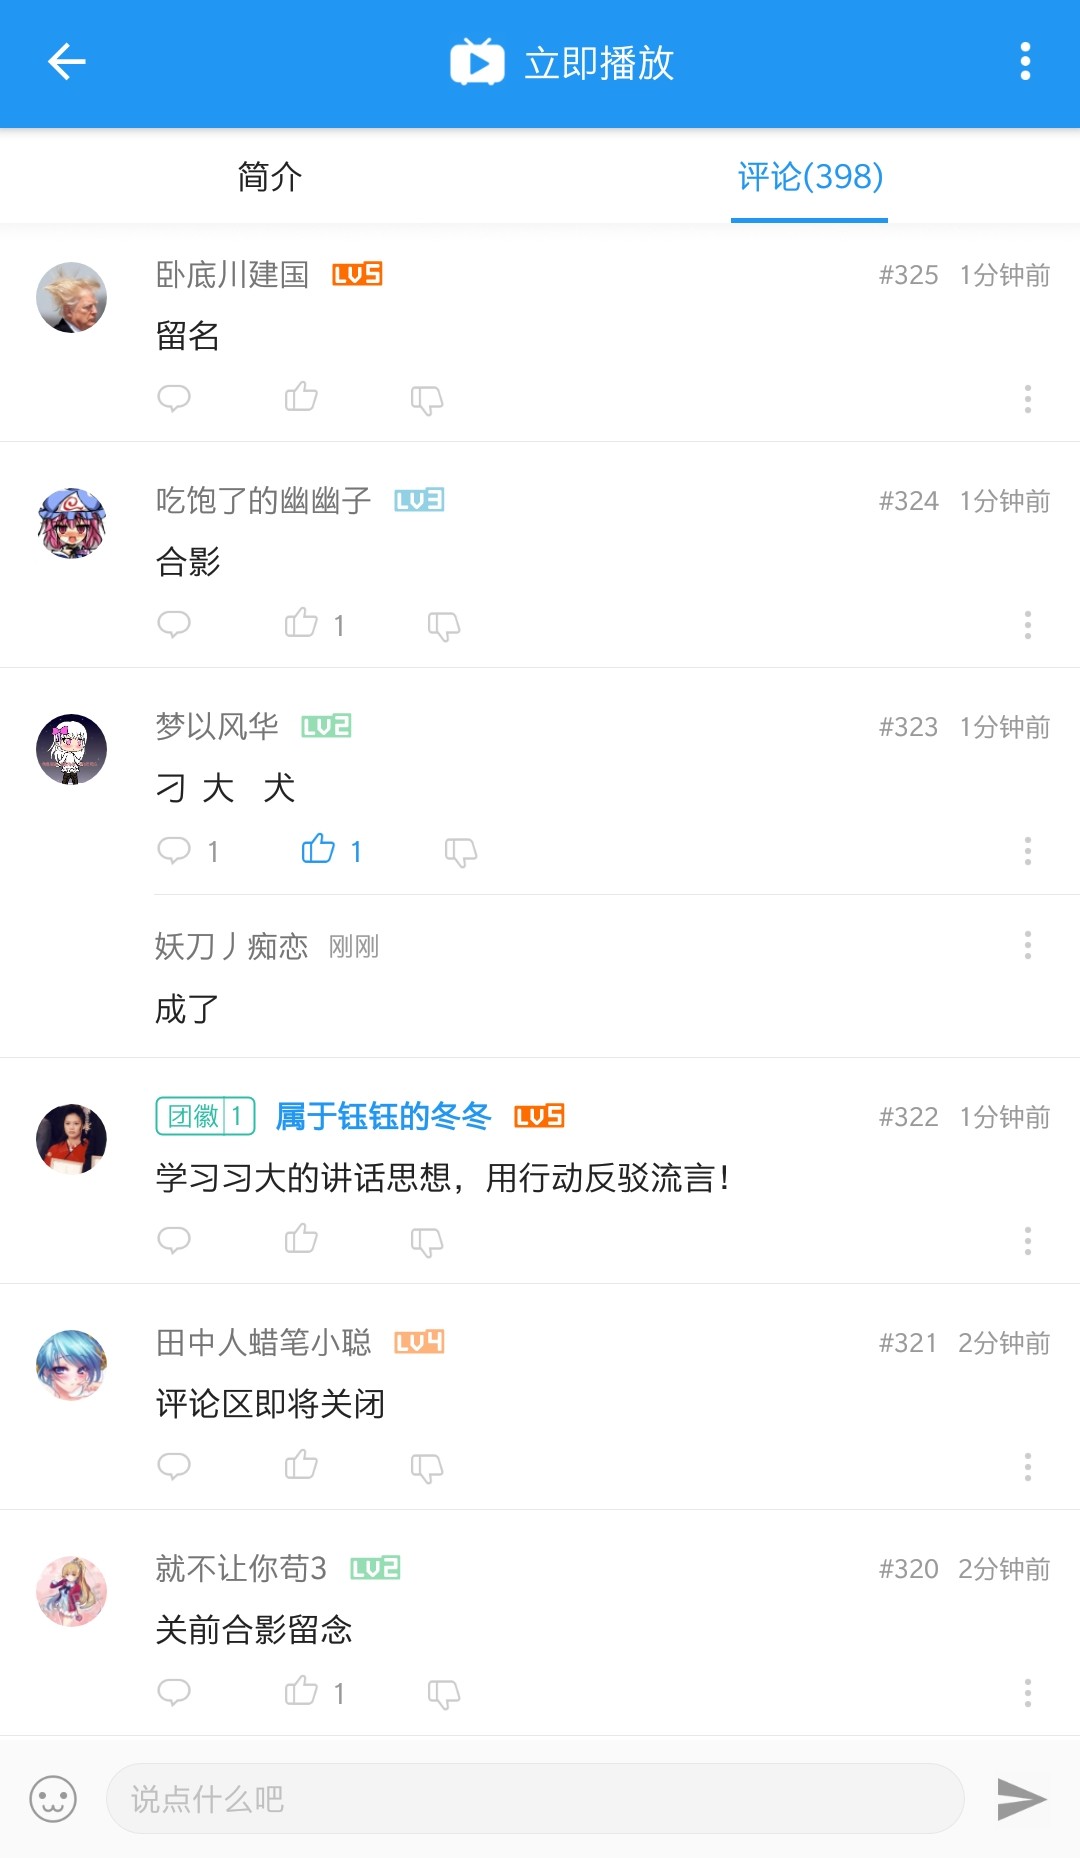 立即播放
简介 评论(398)
卧底川建国 LV5 #325 1分钟前
留名
吃饱了的幽幽子 LV3 #324 1分钟前
合影
1
梦以风华 LV2 #323 1分钟前
刁 大 犬
1 1
妖刀丿痴恋 刚刚
成了
团徽 1 属于钰钰的冬冬 LV5 #322 1分钟前
学习习大的讲话思想，用行动反驳流言！
田中人蜡笔小聪 LV4 #321 2分钟前
评论区即将关闭
就不让你苟3 LV2 #320 2分钟前
关前合影留念
1
说点什么吧